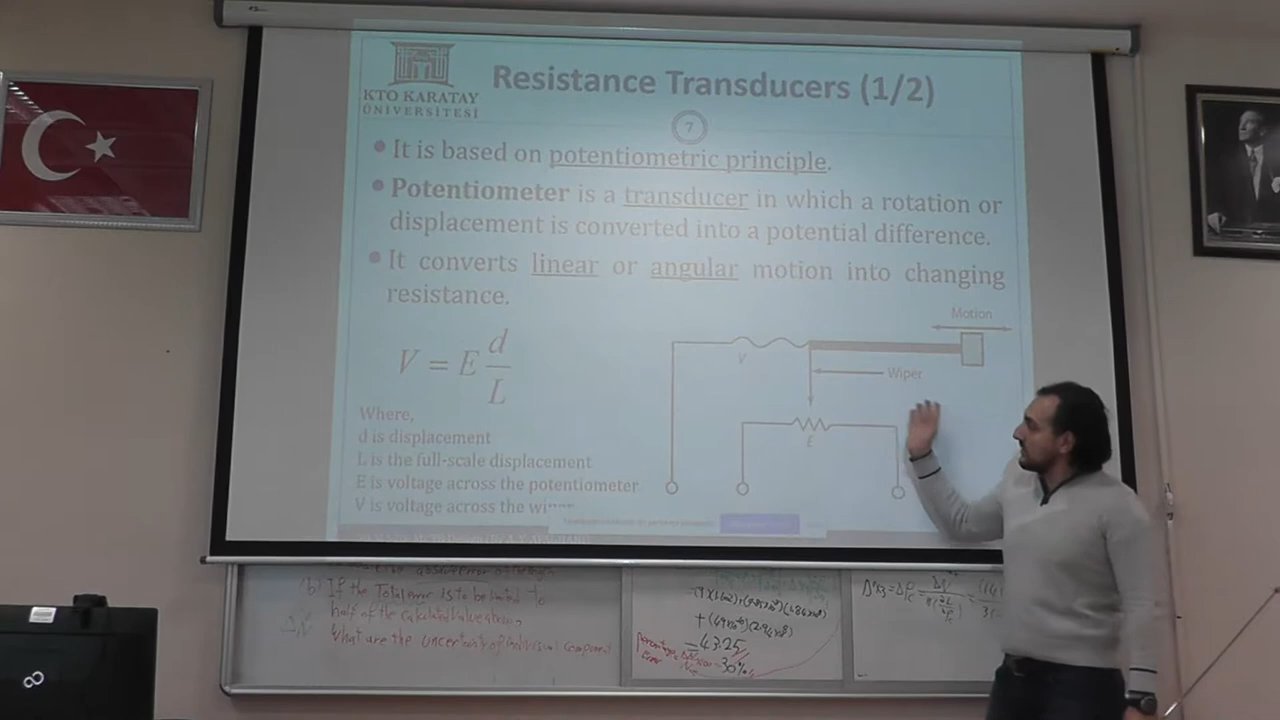 KTO KARATAY
ÜNİVERSİTESİ
Resistance Transducers (1/2)
7
It is based on potentiometric principle.
Potentiometer is a transducer in which a rotation or
displacement is converted into a potential difference.
It converts linear or angular motion into changing
resistance.
V = E d/L
Where,
d is displacement
L is the full-scale displacement
E is voltage across the potentiometer
V is voltage across the
Motion
V
Wiper
E
(b) If the Total error is to be limited to
half of the calculated value above,
What are the uncertainty of individual component
= 43.25
30%